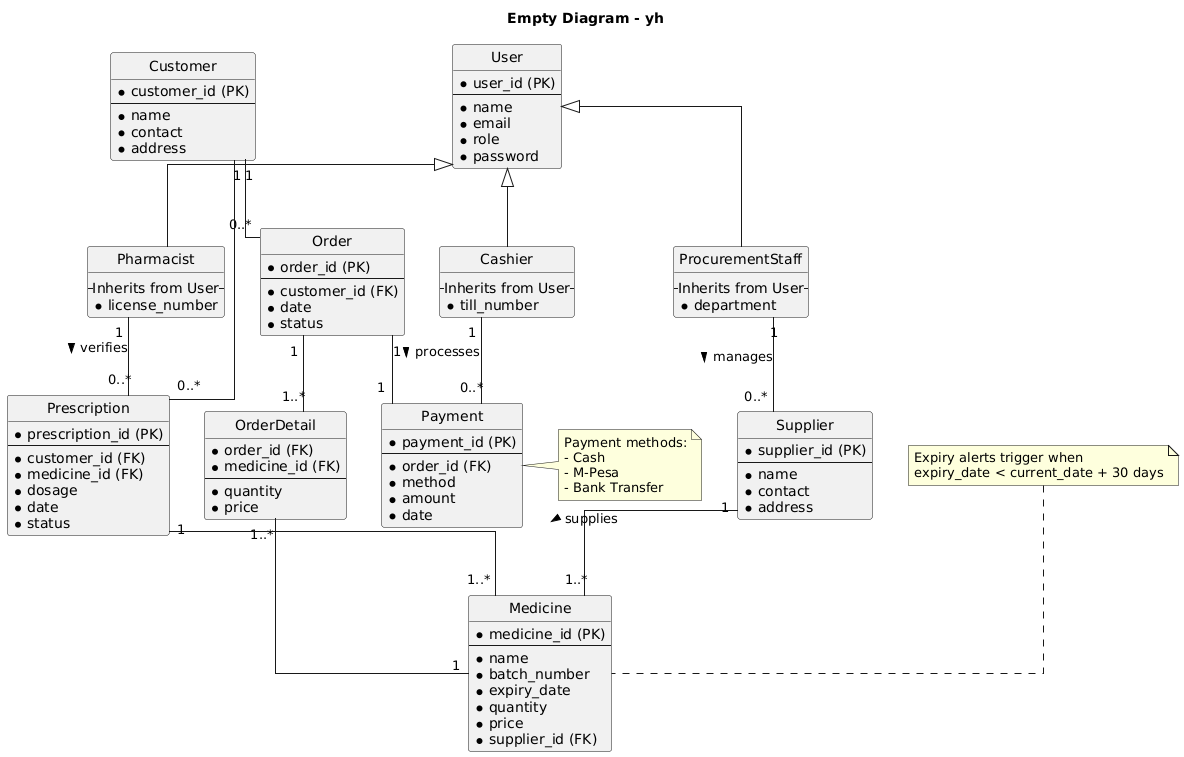 Empty Diagram - yh
Customer
customer_id (PK)
name
contact
address
User
user_id (PK)
name
email
role
password
1
1
0..*
Pharmacist
Inherits from User
license_number
Order
order_id (PK)
customer_id (FK)
date
status
Cashier
Inherits from User
till_number
ProcurementStaff
Inherits from User
department
1
verifies
0..*
0..*
1
1..*
1
1
1
processes
0..*
1
manages
0..*
Prescription
prescription_id (PK)
customer_id (FK)
medicine_id (FK)
dosage
date
status
OrderDetail
order_id (FK)
medicine_id (FK)
quantity
price
Payment
payment_id (PK)
order_id (FK)
method
amount
date
Payment methods:
- Cash
- M-Pesa
- Bank Transfer
Supplier
supplier_id (PK)
name
contact
address
Expiry alerts trigger when
expiry_date < current_date + 30 days
1
1..*
1..*
1
supplies
1..*
1
Medicine
medicine_id (PK)
name
batch_number
expiry_date
quantity
price
supplier_id (FK)